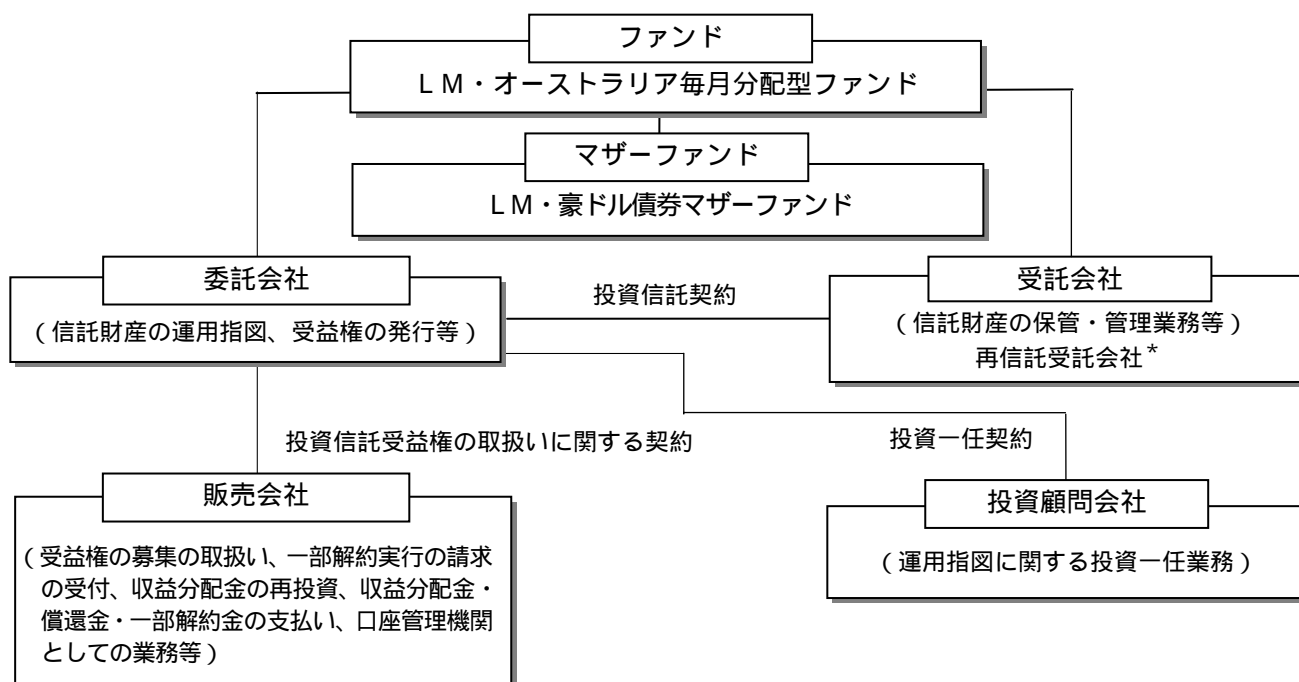 ファンド
LM・オーストラリア毎月分配型ファンド
マザーファンド
LM・豪ドル債券マザーファンド
委託会社
(信託財産の運用指図、受益権の発行等)
投資信託契約
受託会社
(信託財産の保管・管理業務等)
再信託受託会社*
投資信託受益権の取扱いに関する契約
投資一任契約
販売会社
(受益権の募集の取扱い、一部解約実行の請求
の受付、収益分配金の再投資、収益分配金・
償還金・一部解約金の支払い、口座管理機関
としての業務等)
投資顧問会社
(運用指図に関する投資一任業務)